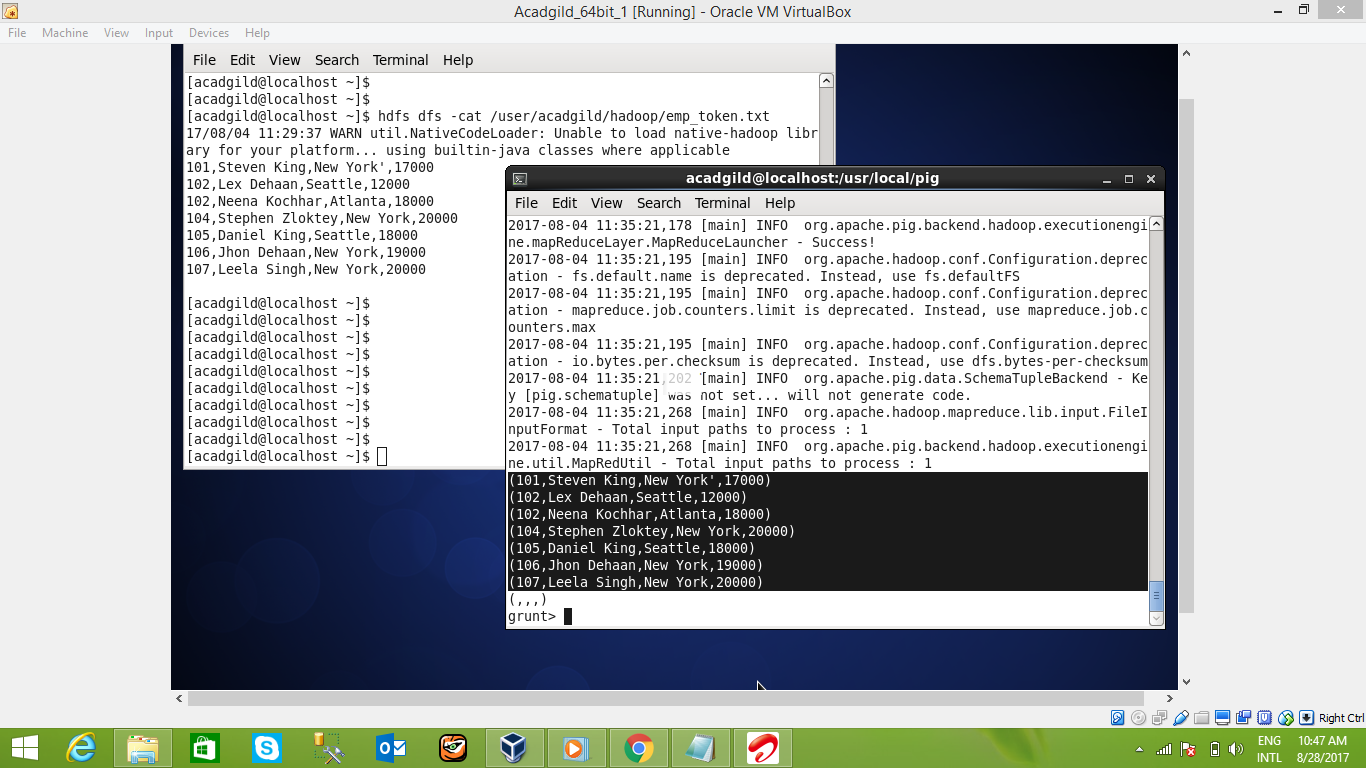 Acadgild_64bit_1 [Running] - Oracle VM VirtualBox
File Machine View Input Devices Help
File Edit View Search Terminal Help
[acadgild@localhost ~]$
[acadgild@localhost ~]$
[acadgild@localhost ~]$ hdfs dfs -cat /user/acadgild/hadoop/emp_token.txt
17/08/04 11:29:37 WARN util.NativeCodeLoader: Unable to load native-hadoop libr
ary for your platform... using builtin-java classes where applicable
101,Steven King,New York',17000
102,Lex Dehaan,Seattle,12000
102,Neena Kochhar,Atlanta,18000
104,Stephen Zloktey,New York,20000
105,Daniel King,Seattle,18000
106,Jhon Dehaan,New York,19000
107,Leela Singh,New York,20000
[acadgild@localhost ~]$
[acadgild@localhost ~]$
[acadgild@localhost ~]$
[acadgild@localhost ~]$
[acadgild@localhost ~]$
[acadgild@localhost ~]$
[acadgild@localhost ~]$
[acadgild@localhost ~]$
[acadgild@localhost ~]$
[acadgild@localhost ~]$
acadgild@localhost:/usr/local/pig
File Edit View Search Terminal Help
2017-08-04 11:35:21,178 [main] INFO  org.apache.pig.backend.hadoop.executionengi
ne.mapReduceLayer.MapReduceLauncher - Success!
2017-08-04 11:35:21,195 [main] INFO  org.apache.hadoop.conf.Configuration.deprec
ation - fs.default.name is deprecated. Instead, use fs.defaultFS
2017-08-04 11:35:21,195 [main] INFO  org.apache.hadoop.conf.Configuration.deprec
ation - mapreduce.job.counters.limit is deprecated. Instead, use mapreduce.job.c
ounters.max
2017-08-04 11:35:21,195 [main] INFO  org.apache.hadoop.conf.Configuration.deprec
ation - io.bytes.per.checksum is deprecated. Instead, use dfs.bytes-per-checksum
2017-08-04 11:35:21,202 [main] INFO  org.apache.pig.data.SchemaTupleBackend - Ke
y [pig.schematuple] was not set... will not generate code.
2017-08-04 11:35:21,268 [main] INFO  org.apache.hadoop.mapreduce.lib.input.FileI
nputFormat - Total input paths to process : 1
2017-08-04 11:35:21,268 [main] INFO  org.apache.pig.backend.hadoop.executionengi
ne.util.MapRedUtil - Total input paths to process : 1
(101,Steven King,New York',17000)
(102,Lex Dehaan,Seattle,12000)
(102,Neena Kochhar,Atlanta,18000)
(104,Stephen Zloktey,New York,20000)
(105,Daniel King,Seattle,18000)
(106,Jhon Dehaan,New York,19000)
(107,Leela Singh,New York,20000)
(,,,)
grunt>
Right Ctrl
ENG 10:47 AM
INTL 8/28/2017